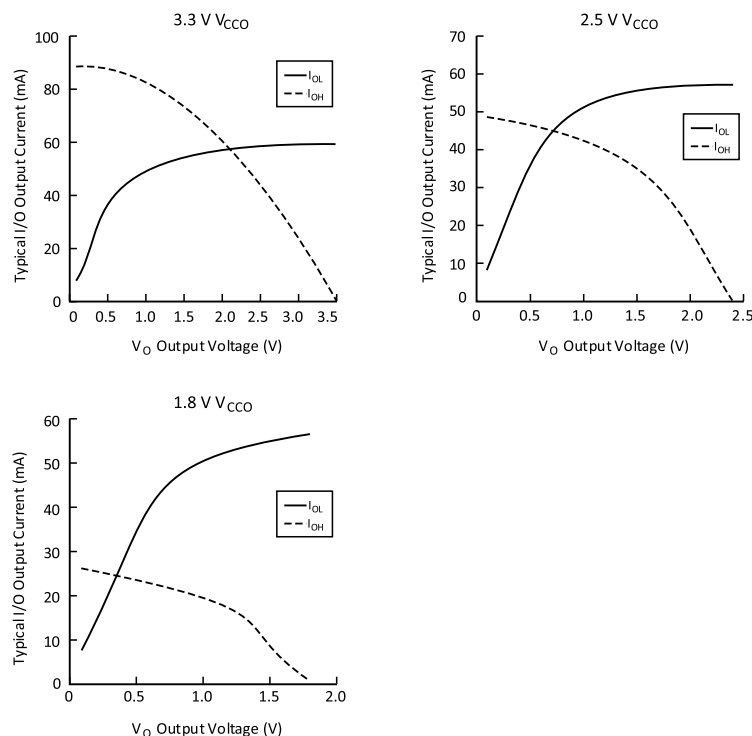 3.3 V VCCO
100
80
60
40
20
0
0 0.5 1.0 1.5 2.0 2.5 3.0 3.5
Typical I/O Output Current (mA)
VO Output Voltage (V)
IOL
IOH
2.5 V VCCO
70
60
50
40
30
20
10
0
0 0.5 1.0 1.5 2.0 2.5
Typical I/O Output Current (mA)
VO Output Voltage (V)
IOL
IOH
1.8 V VCCO
60
50
40
30
20
10
0
0 0.5 1.0 1.5 2.0
Typical I/O Output Current (mA)
VO Output Voltage (V)
IOL
IOH